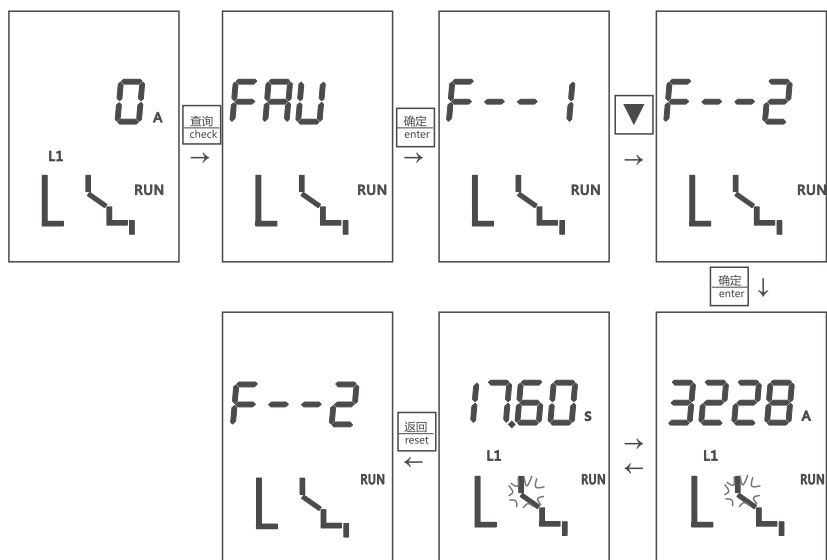 0 A
L1
RUN
查询
check
→
FAU
RUN
确定
enter
→
F--1
RUN
▼
→
F--2
RUN
确定
enter
↓
F--2
RUN
返回
reset
←
17.60 s
L1
RUN
→
←
3228 A
L1
RUN